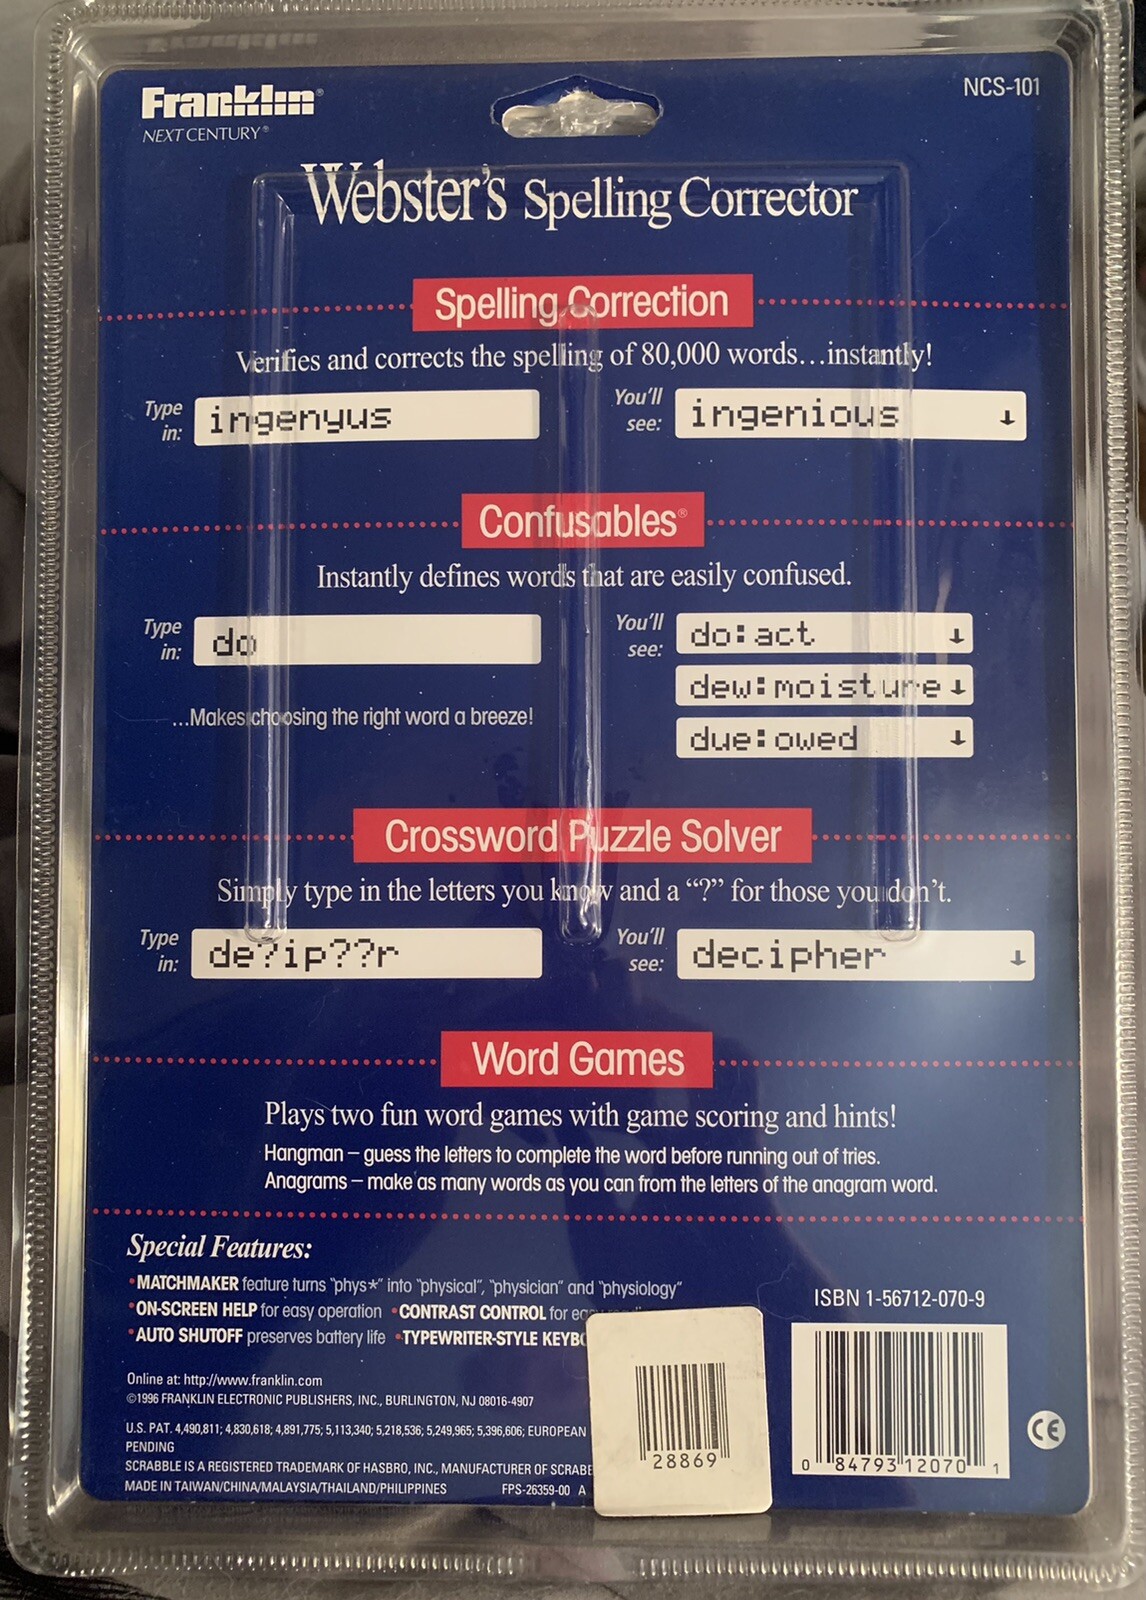 Franklin®
NCS-101
NEXT CENTURY®
Webster's Spelling Corrector
Spelling Correction
Verifies and corrects the spelling of 80,000 words...instantly!
Type in: ingenyus You'll see: ingenious ↓
Confusables®
Instantly defines words that are easily confused.
Type in: do You'll see: do:act ↓
dew:moisture ↓
...Makes choosing the right word a breeze!
due:owed ↓
Crossword Puzzle Solver
Simply type in the letters you know and a “?” for those you don't.
Type in: de?ip??r You'll see: decipher ↓
Word Games
Plays two fun word games with game scoring and hints!
Hangman – guess the letters to complete the word before running out of tries.
Anagrams – make as many words as you can from the letters of the anagram word.
Special Features:
•MATCHMAKER feature turns "phys*" into "physical", "physician" and "physiology"
•ON-SCREEN HELP for easy operation •CONTRAST CONTROL for
•AUTO SHUTOFF preserves battery life •TYPEWRITER-STYLE
ISBN 1-56712-070-9
Online at: http://www.franklin.com
©1996 FRANKLIN ELECTRONIC PUBLISHERS, INC., BURLINGTON, NJ 08016-4907
U.S. PAT. 4,490,811; 4,830,618; 4,891,775; 5,113,340; 5,218,536; 5,249,965; 5,396,606; EUROPEAN
PENDING
SCRABBLE IS A REGISTERED TRADEMARK OF HASBRO, INC., MANUFACTURER OF
MADE IN TAIWAN/CHINA/MALAYSIA/THAILAND/PHILIPPINES FPS-26359-00 A
28869
0 84793 12070 1
CE